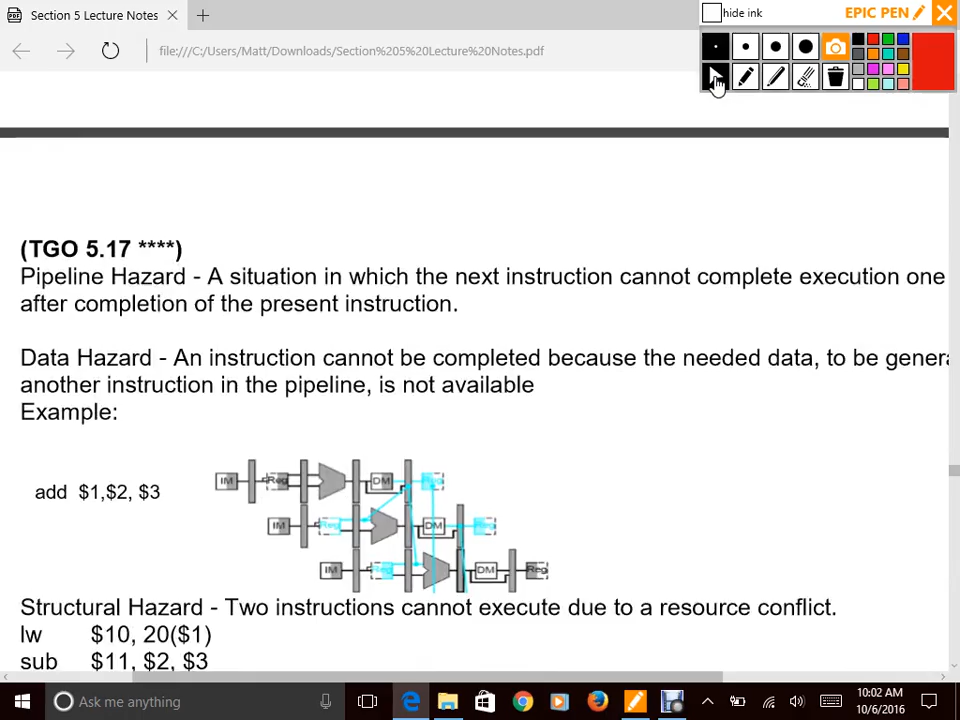 Section 5 Lecture Notes
hide ink
EPIC PEN
file:///C:/Users/Matt/Downloads/Section%205%20Lecture%20Notes.pdf
(TGO 5.17 ****)
Pipeline Hazard - A situation in which the next instruction cannot complete execution one
after completion of the present instruction.
Data Hazard - An instruction cannot be completed because the needed data, to be genera
another instruction in the pipeline, is not available
Example:
add $1,$2, $3
IM Reg DM Reg
IM Reg DM Reg
IM Reg DM Reg
Structural Hazard - Two instructions cannot execute due to a resource conflict.
lw $10, 20($1)
sub $11, $2, $3
Ask me anything
10:02 AM
10/6/2016